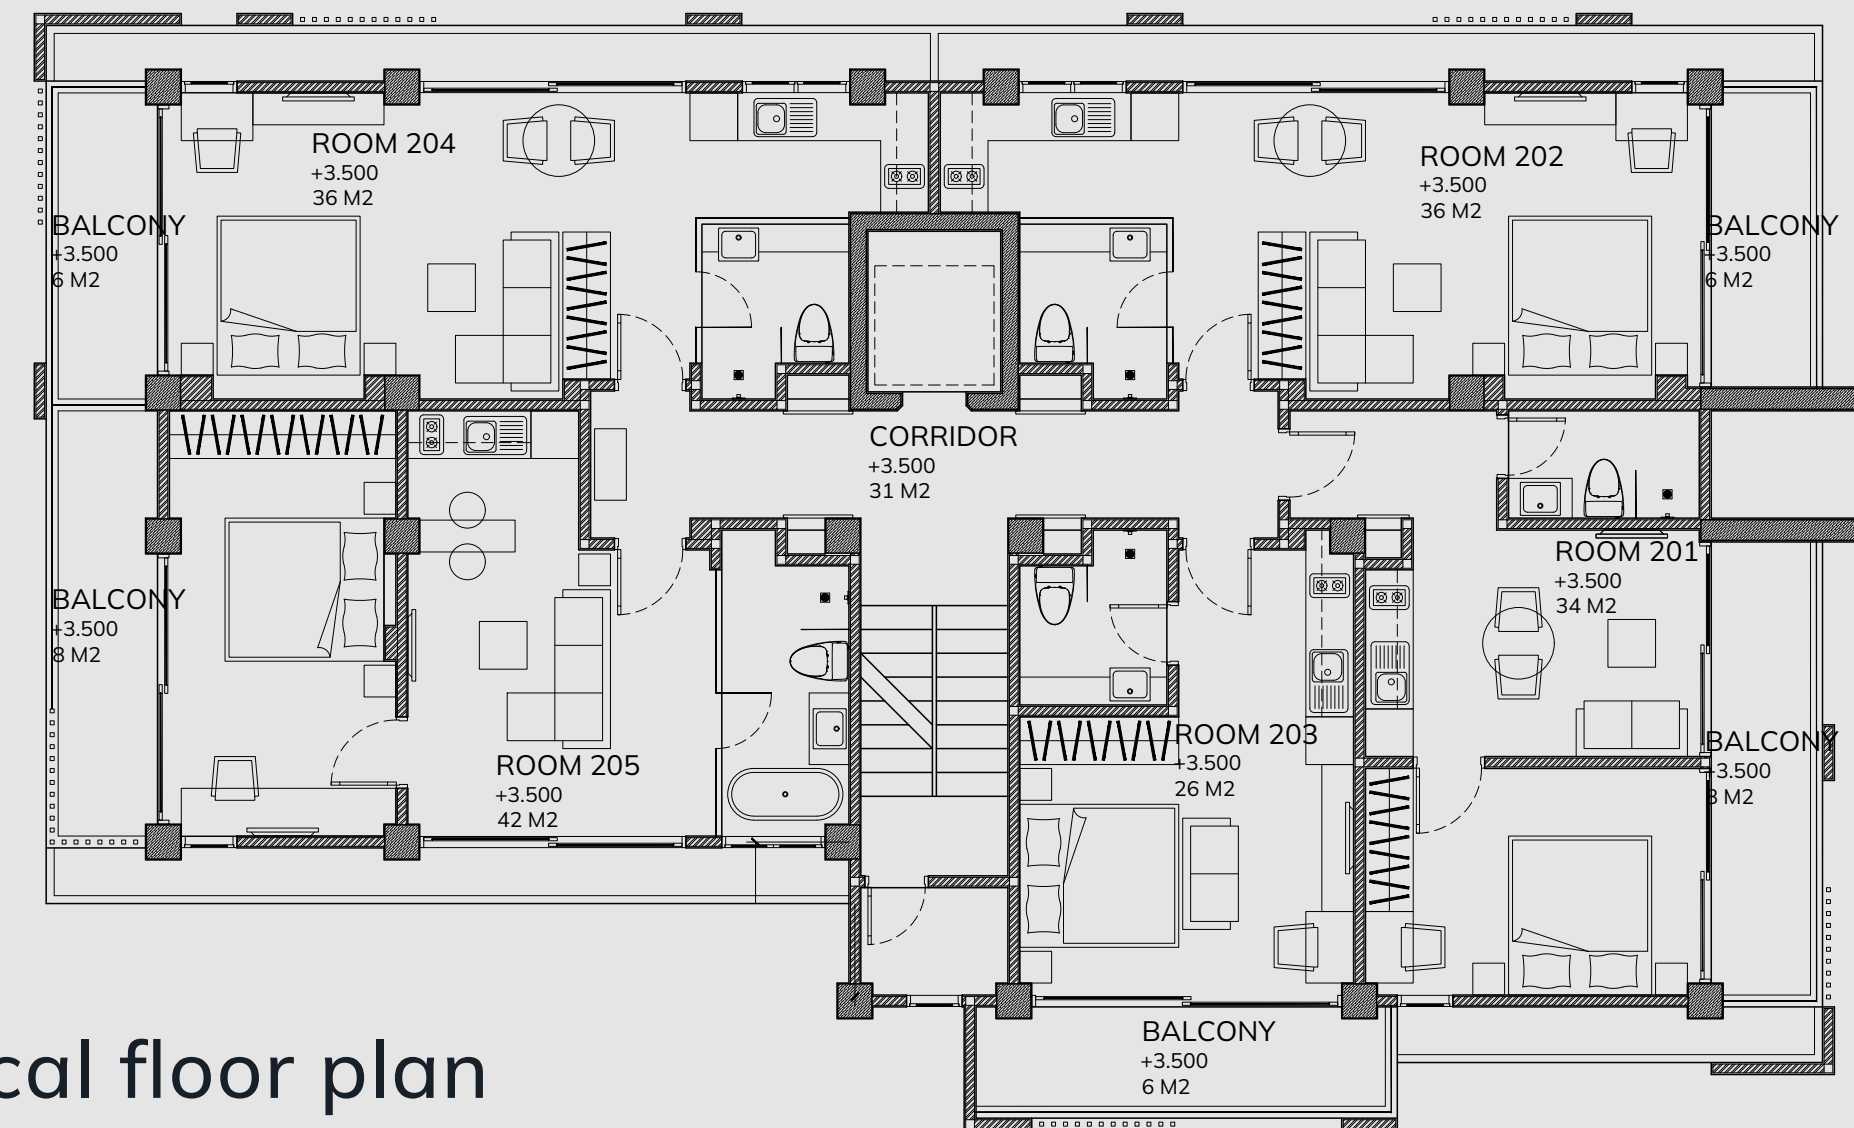 ROOM 204
+3.500
36 M2
ROOM 202
+3.500
36 M2
BALCONY
+3.500
6 M2
BALCONY
+3.500
6 M2
CORRIDOR
+3.500
31 M2
ROOM 201
+3.500
34 M2
BALCONY
+3.500
8 M2
ROOM 203
+3.500
26 M2
BALCONY
+3.500
8 M2
ROOM 205
+3.500
42 M2
BALCONY
+3.500
6 M2
cal floor plan